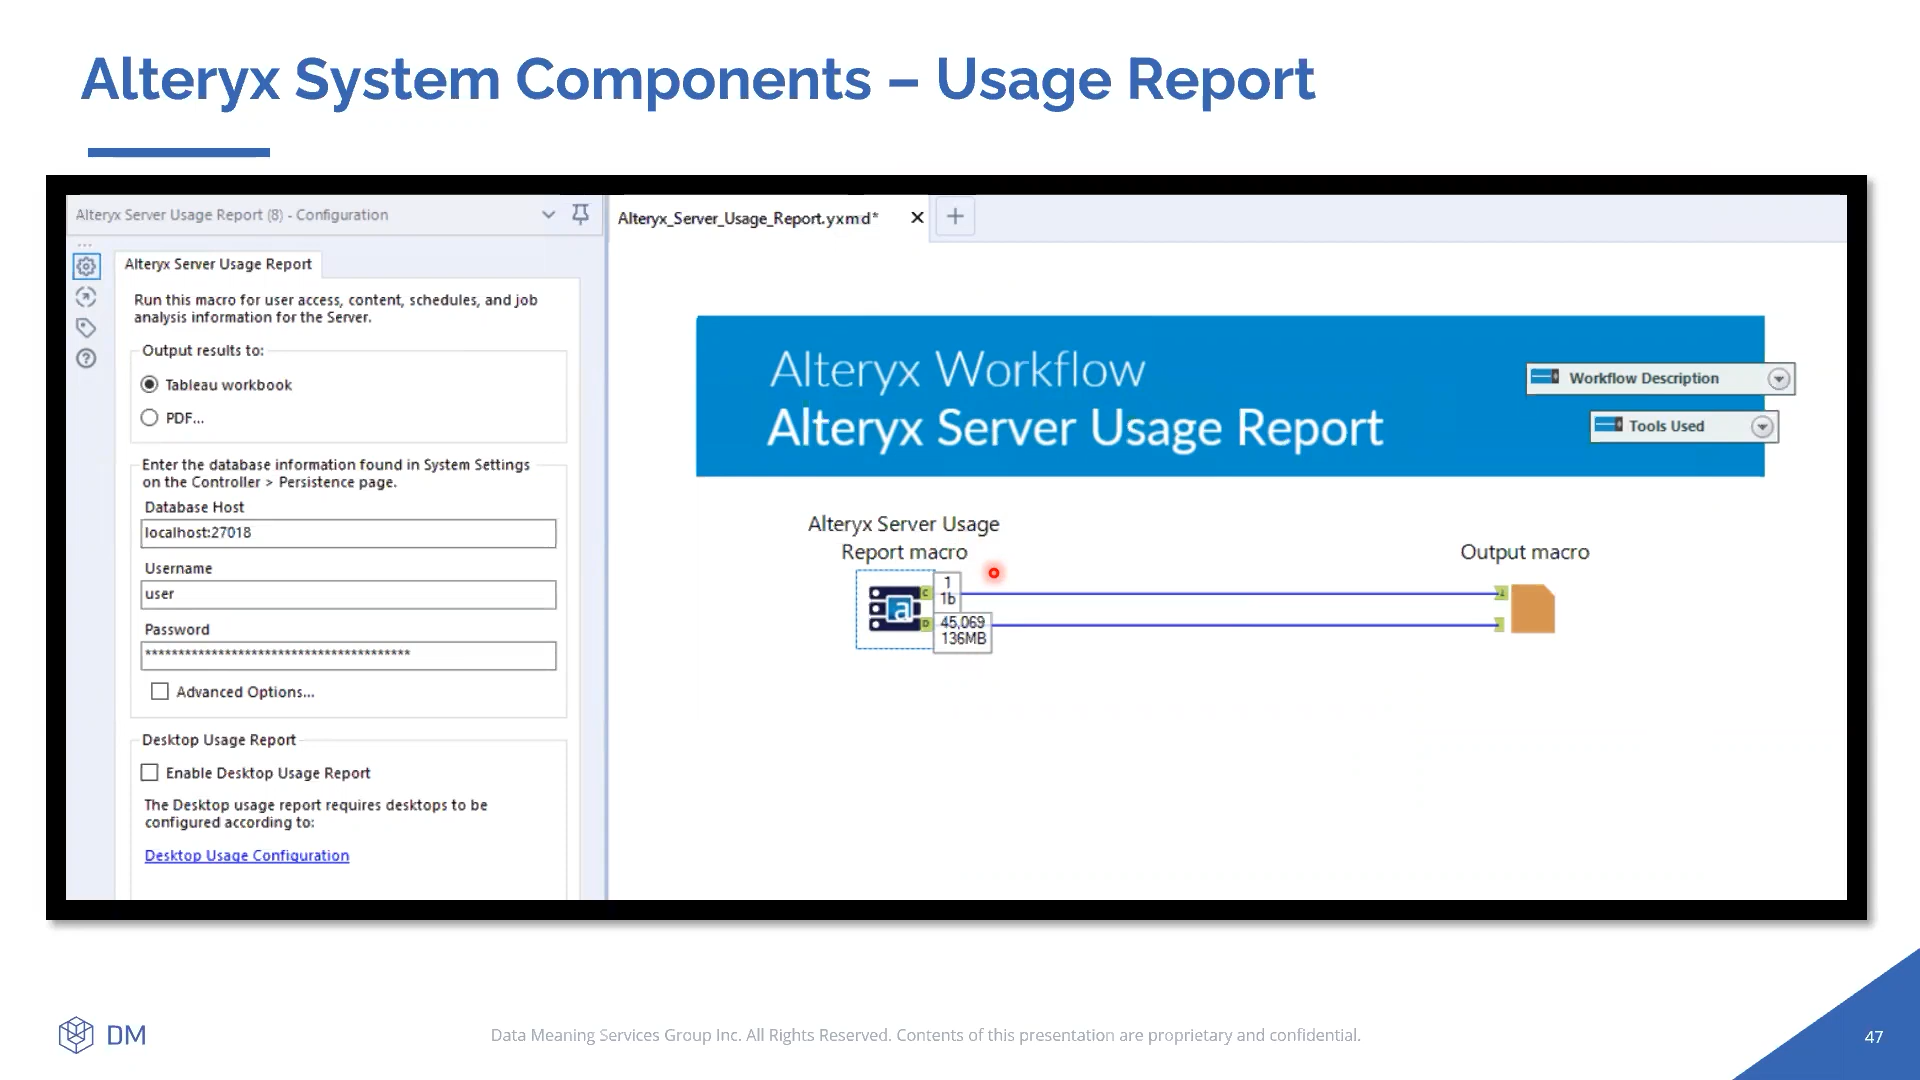 Alteryx System Components – Usage Report
Alteryx Server Usage Report (8) - Configuration
Alteryx Server Usage Report
Run this macro for user access, content, schedules, and job
analysis information for the Server.
Output results to:
Tableau workbook
PDF...
Enter the database information found in System Settings
on the Controller > Persistence page.
Database Host
localhost:27018
Username
user
Password
****************************************
Advanced Options...
Desktop Usage Report
Enable Desktop Usage Report
The Desktop usage report requires desktops to be
configured according to:
Desktop Usage Configuration
Alteryx_Server_Usage_Report.yxmd*
Alteryx Workflow
Alteryx Server Usage Report
Workflow Description
Tools Used
Alteryx Server Usage
Report macro
Output macro
a
C
D
1
1b
45,069
136MB
DM
Data Meaning Services Group Inc. All Rights Reserved. Contents of this presentation are proprietary and confidential.
47